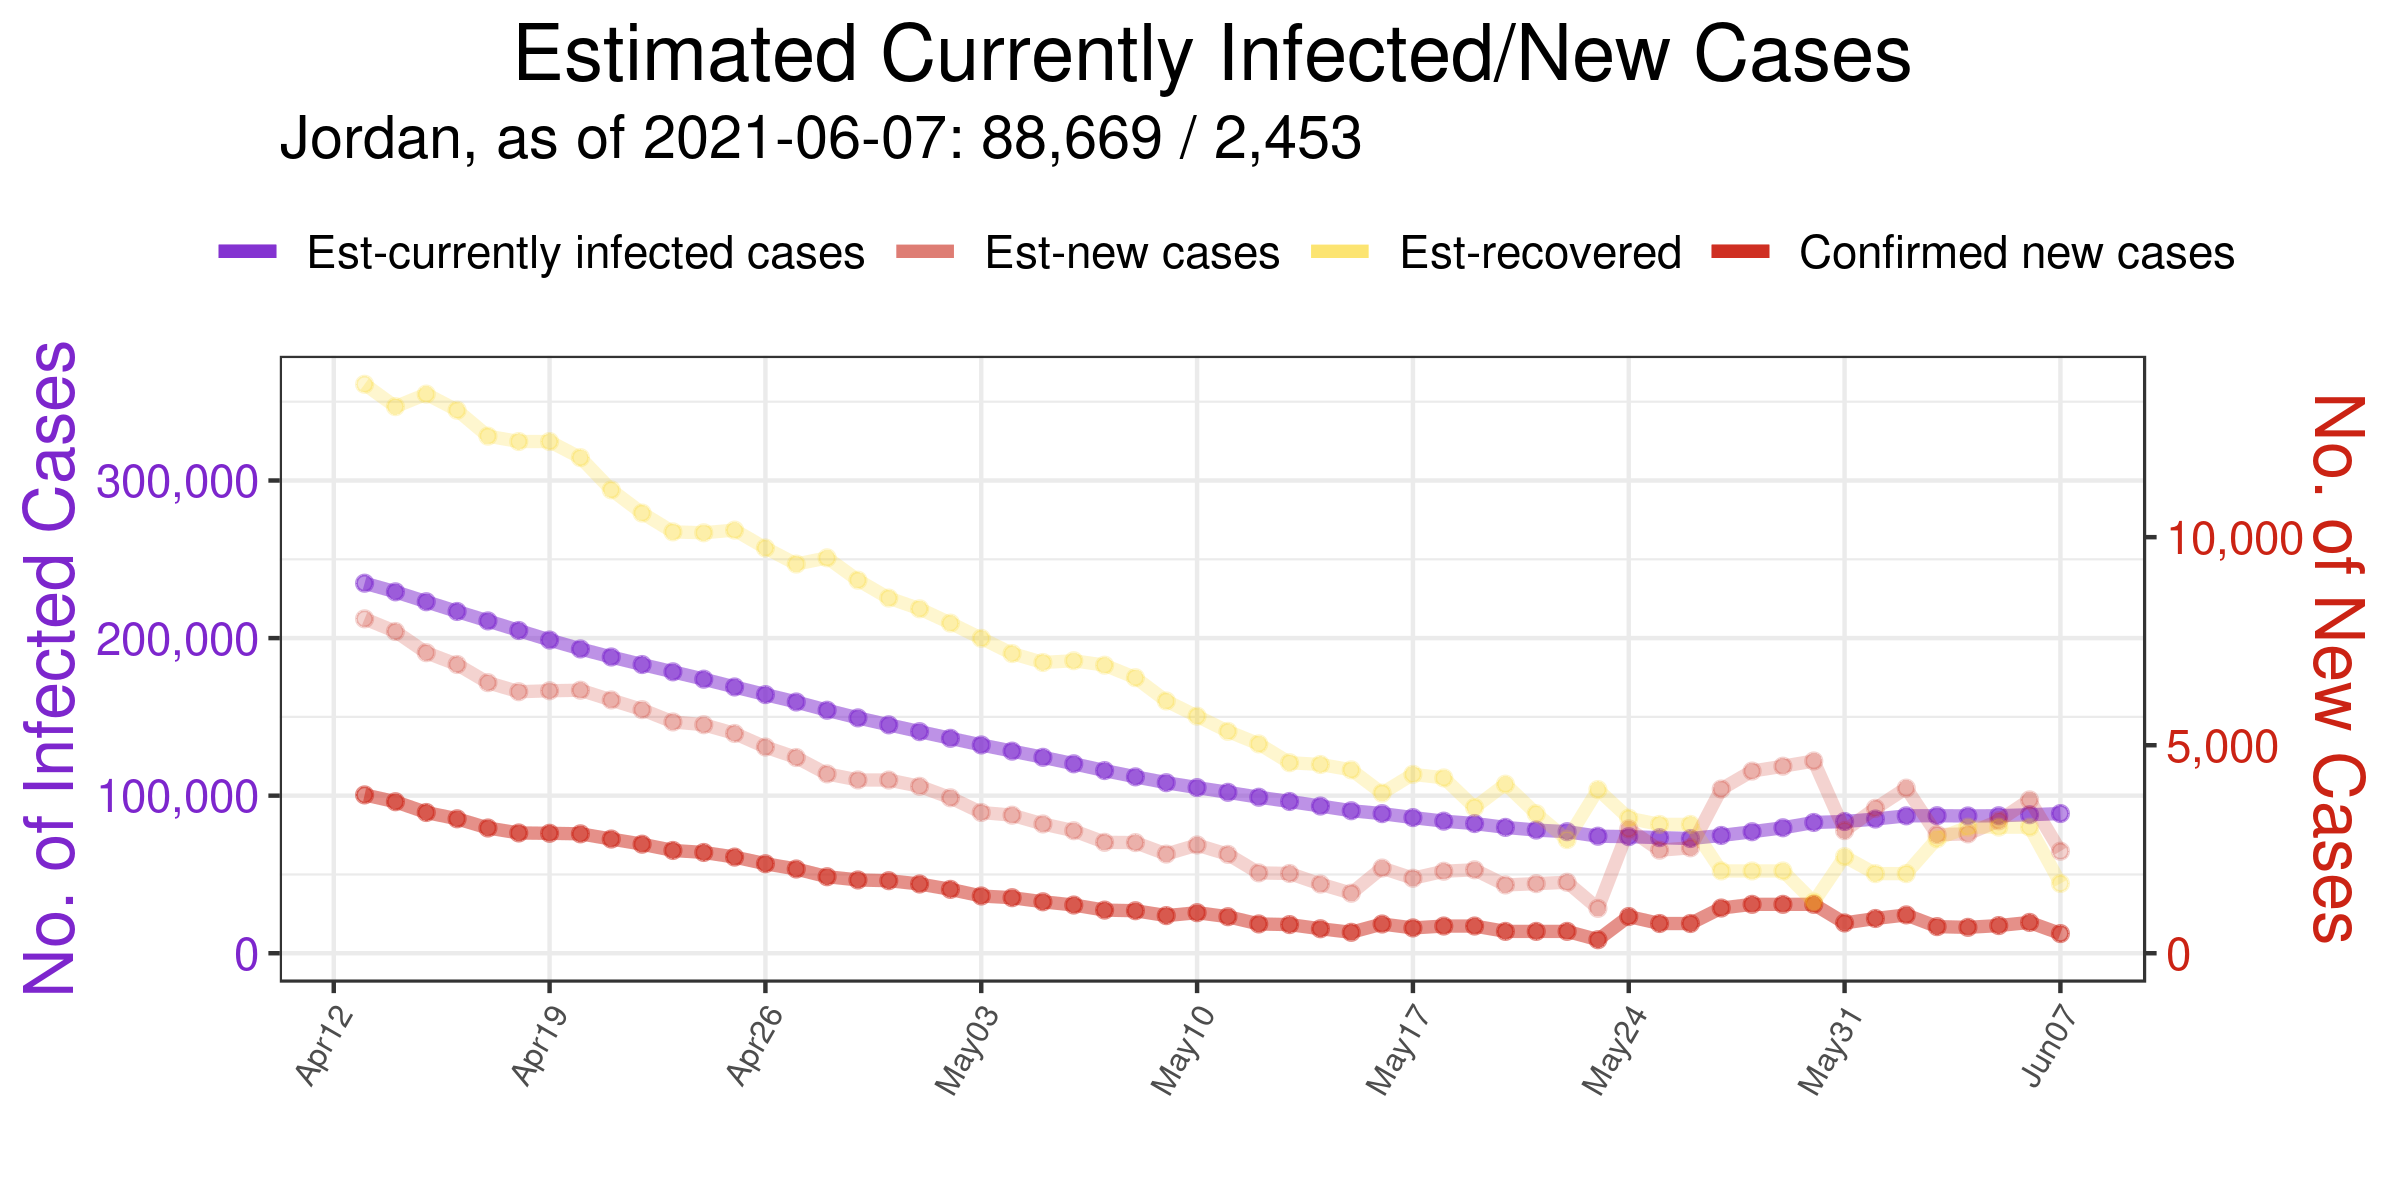 Estimated Currently Infected/New Cases
Jordan, as of 2021-06-07: 88,669 / 2,453
Est-currently infected cases Est-new cases Est-recovered Confirmed new cases
No. of Infected Cases
300,000
200,000
100,000
0
10,000
5,000
0
No. of New Cases
Apr12 Apr19 Apr26 May03 May10 May17 May24 May31 Jun07